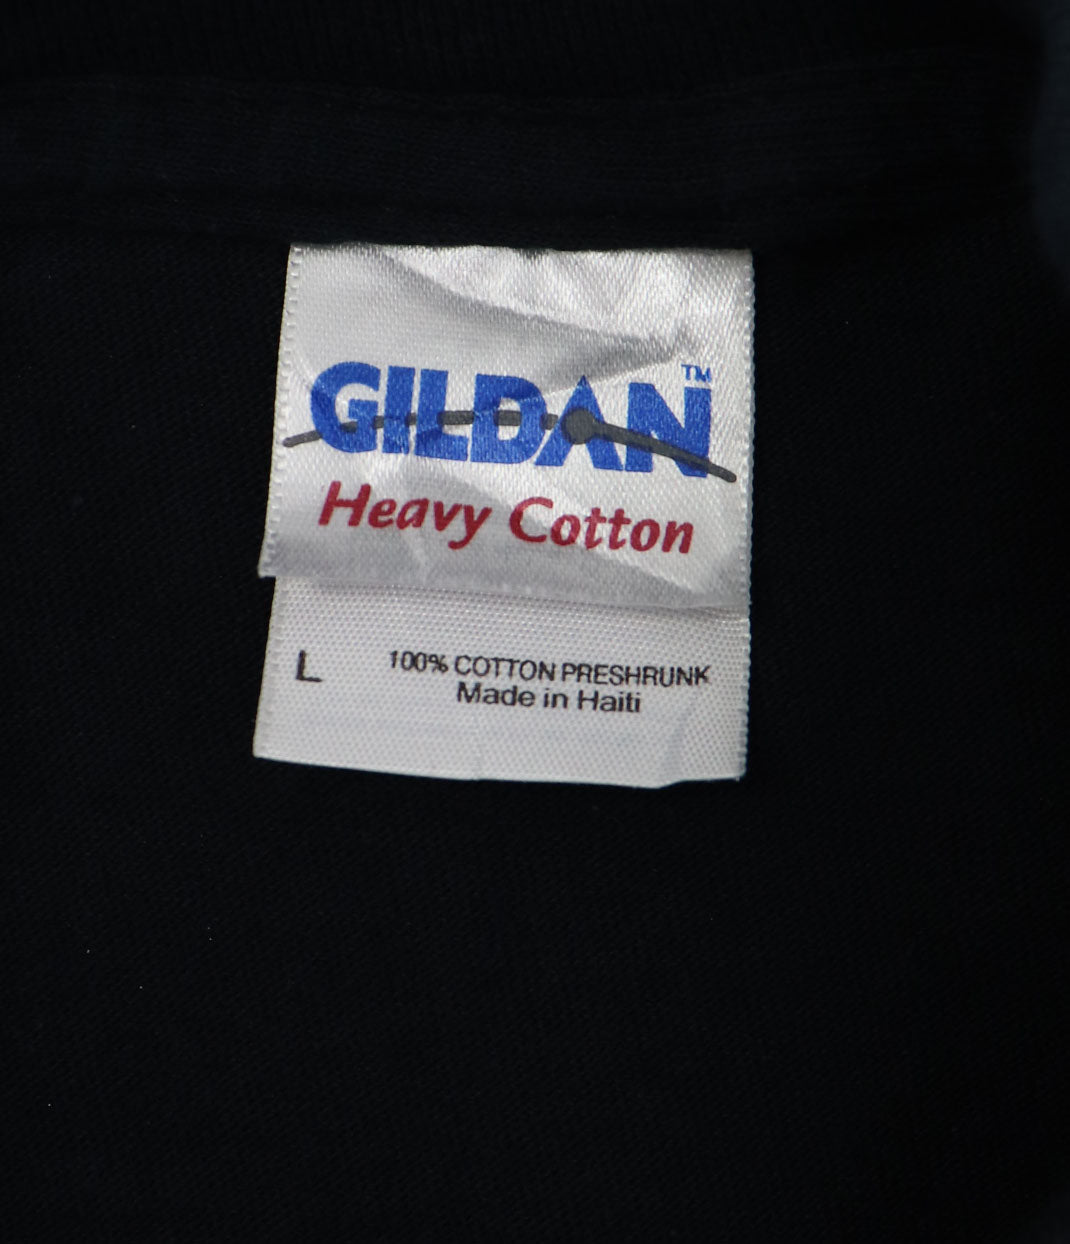 GILDAN™
Heavy Cotton
L 100% COTTON PRESHRUNK
Made in Haiti